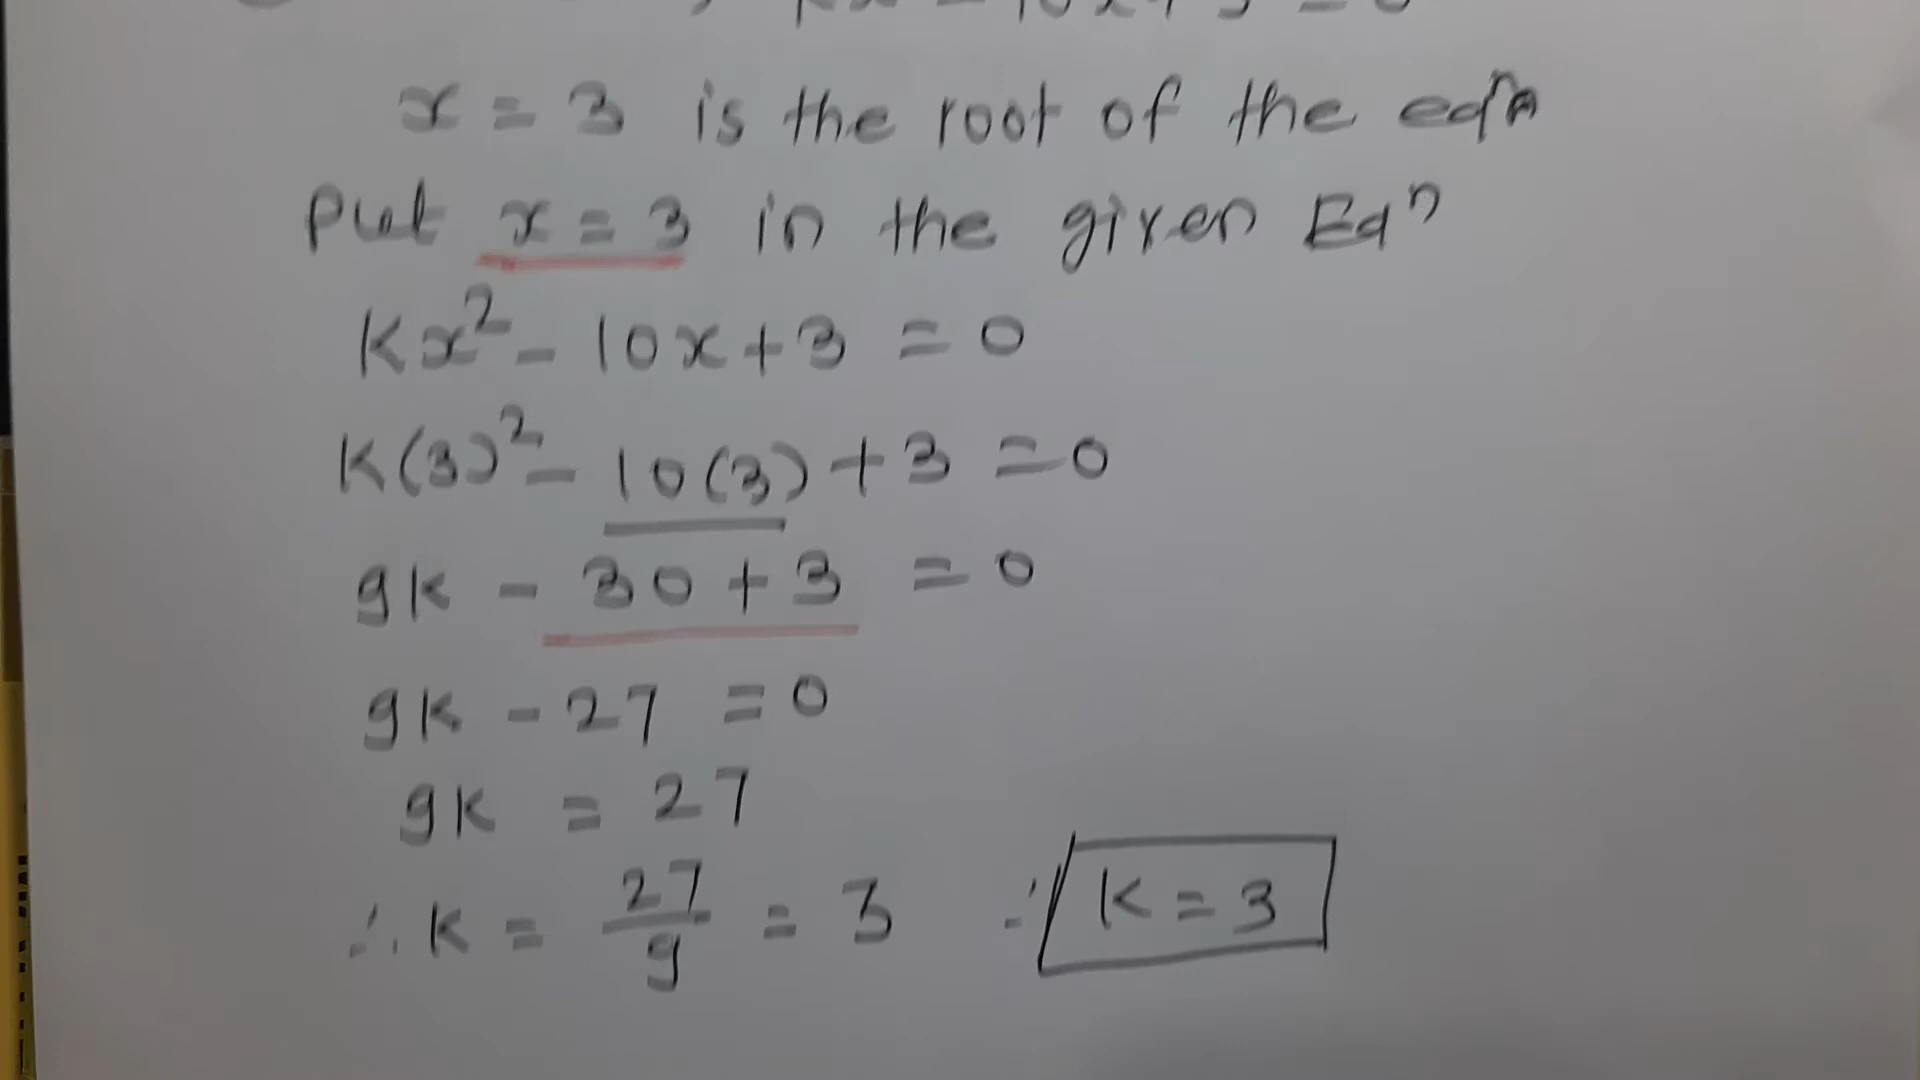 x = 3 is the root of the eqn
Put x = 3 in the given Eqn
Kx² - 10x + 3 = 0
K(3)² - 10(3) + 3 = 0
9K - 30 + 3 = 0
9K - 27 = 0
9K = 27
∴ K = 27/9 = 3 ∴ K = 3